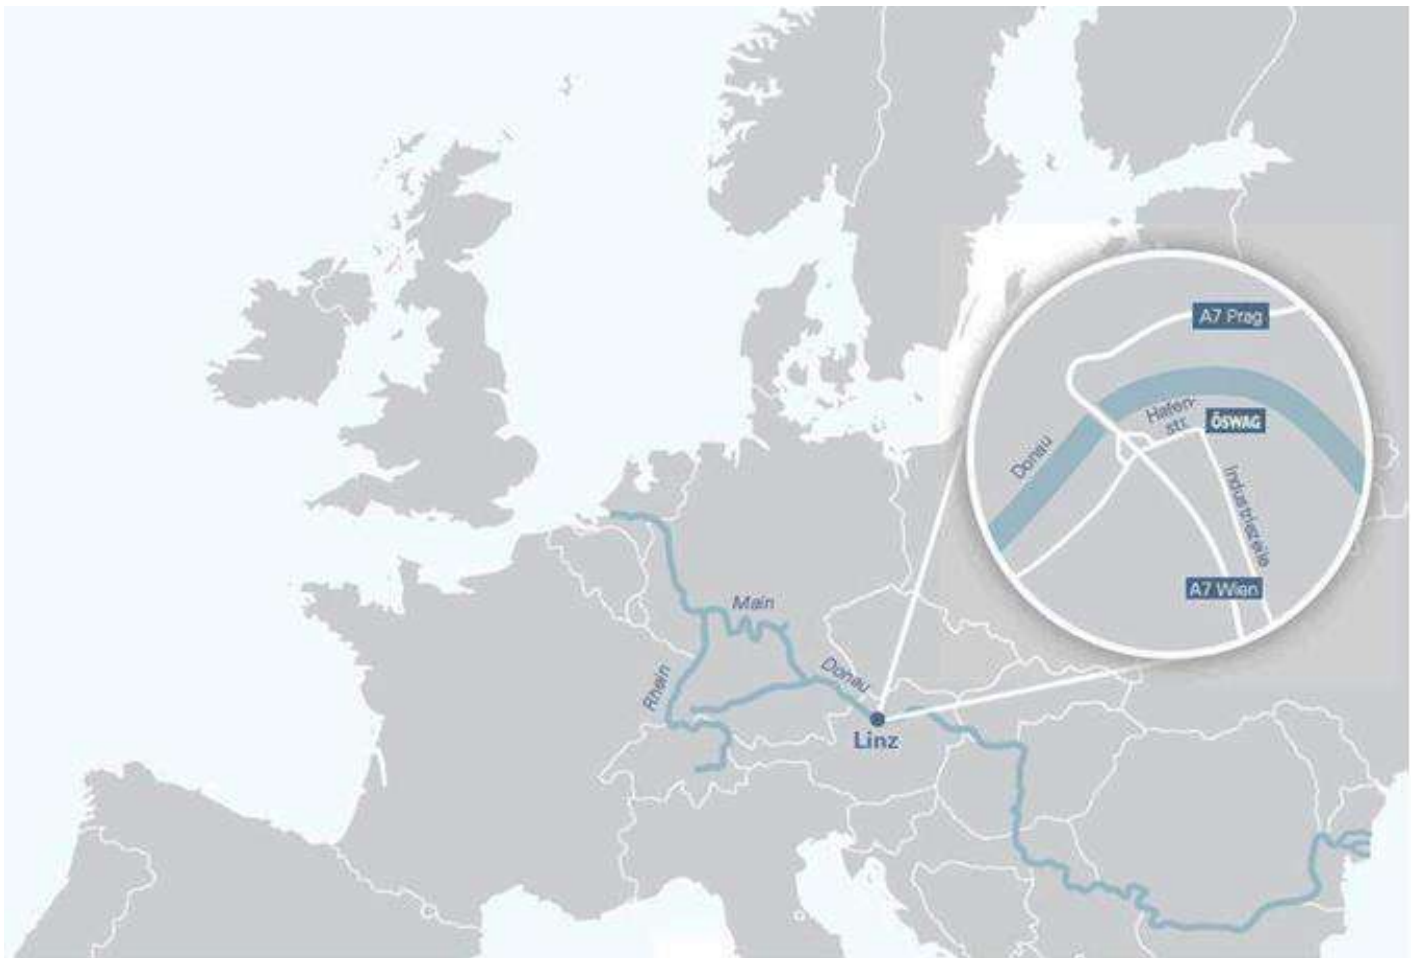 A7 Prag
Hafen-
str.
ÖSWAG
Donau
Industriezeile
A7 Wien
Main
Rhein
Donau
Linz